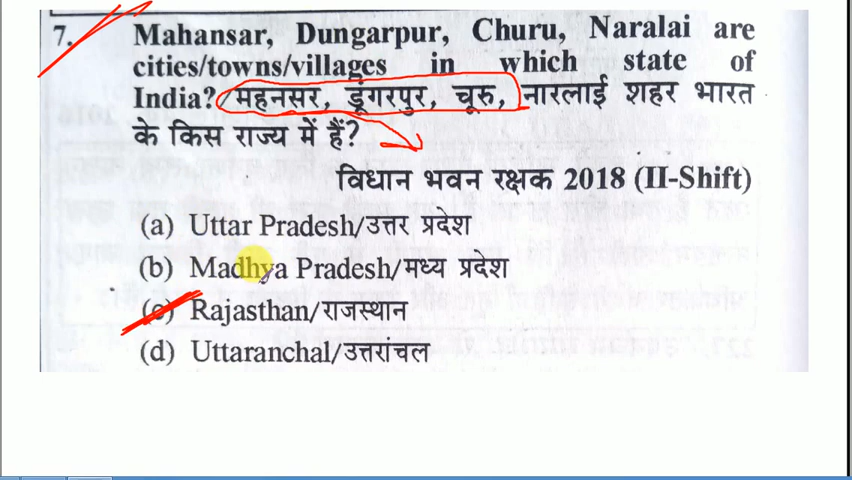 7. Mahansar, Dungarpur, Churu, Naralai are
cities/towns/villages in which state of
India? महनसर, डूंगरपुर, चूरू, नारलाई शहर भारत
के किस राज्य में हैं?
विधान भवन रक्षक 2018 (II-Shift)
(a) Uttar Pradesh/उत्तर प्रदेश
(b) Madhya Pradesh/मध्य प्रदेश
(c) Rajasthan/राजस्थान
(d) Uttaranchal/उत्तरांचल